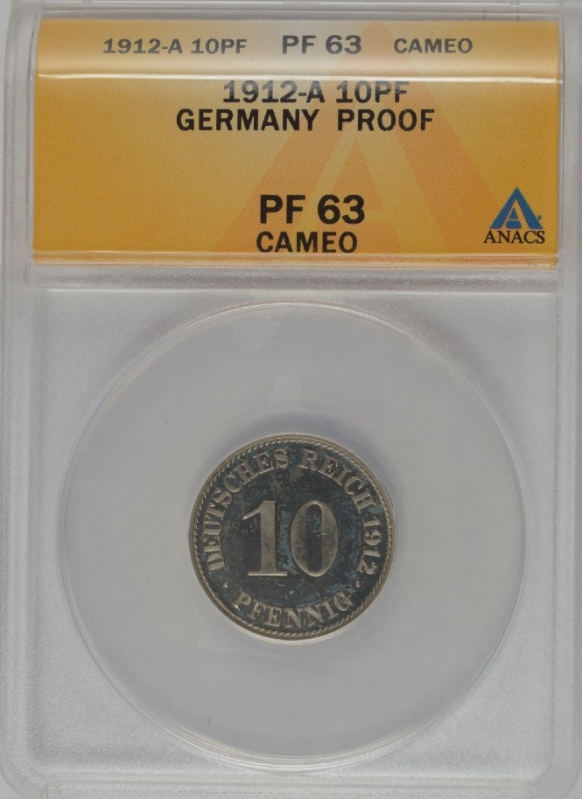 1912-A 10PF PF 63 CAMEO
1912-A 10PF
GERMANY PROOF
PF 63
CAMEO
ANACS
DEUTSCHES REICH 1912
10
• PFENNIG •